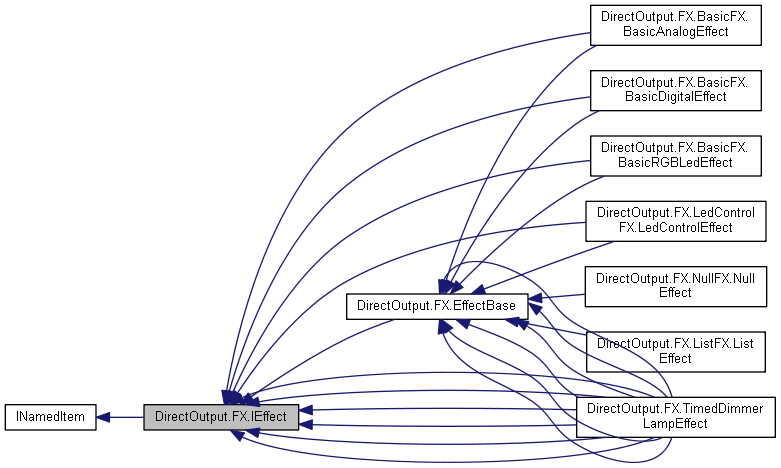 DirectOutput.FX.BasicFX.
BasicAnalogEffect
DirectOutput.FX.BasicFX.
BasicDigitalEffect
DirectOutput.FX.BasicFX.
BasicRGBLedEffect
DirectOutput.FX.LedControl
FX.LedControlEffect
DirectOutput.FX.NullFX.Null
Effect
DirectOutput.FX.EffectBase
DirectOutput.FX.ListFX.List
Effect
INamedItem
DirectOutput.FX.IEffect
DirectOutput.FX.TimedDimmer
LampEffect